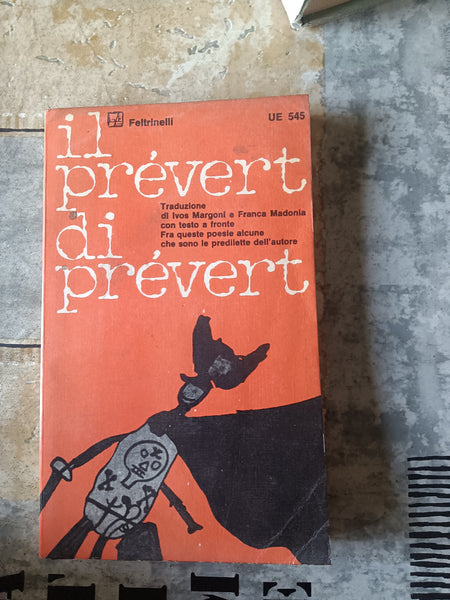 Feltrinelli
UE 545
il
prévert
Traduzione
di Ivos Margoni e Franca Madonia
con testo a fronte
Fra queste poesie alcune
che sono le predilette dell'autore
di
prévert